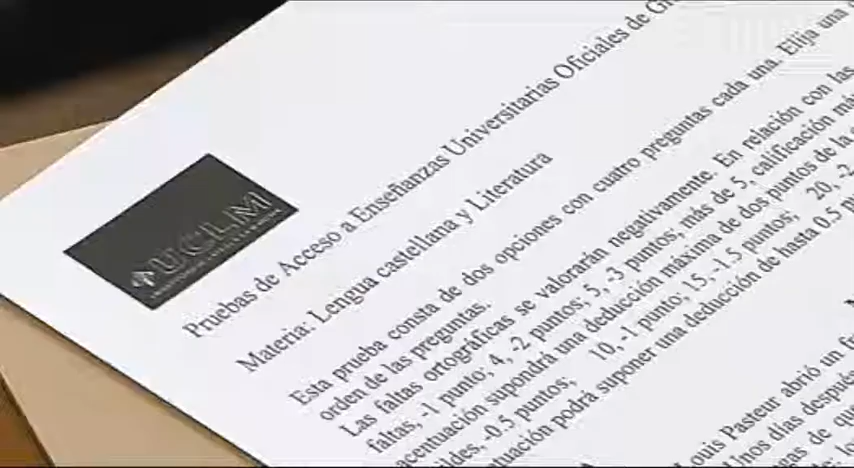 UCLM
Pruebas de Acceso a Enseñanzas Universitarias Oficiales de
Materia: Lengua castellana y Literatura
Esta prueba consta de dos opciones con cuatro preguntas cada una. Elija una
orden de las preguntas.
Las faltas ortográficas se valorarán negativamente. En relación con las
faltas, -1 punto; 4, -2 puntos; 5, -3 puntos; más de 5, calificación
acentuación supondrá una deducción máxima de dos puntos de la
-0.5 puntos; 10, -1 punto; 15, -1.5 puntos; 20, -2
podrá suponer una deducción de hasta 0.5
Louis Pasteur abrió un
días después
de